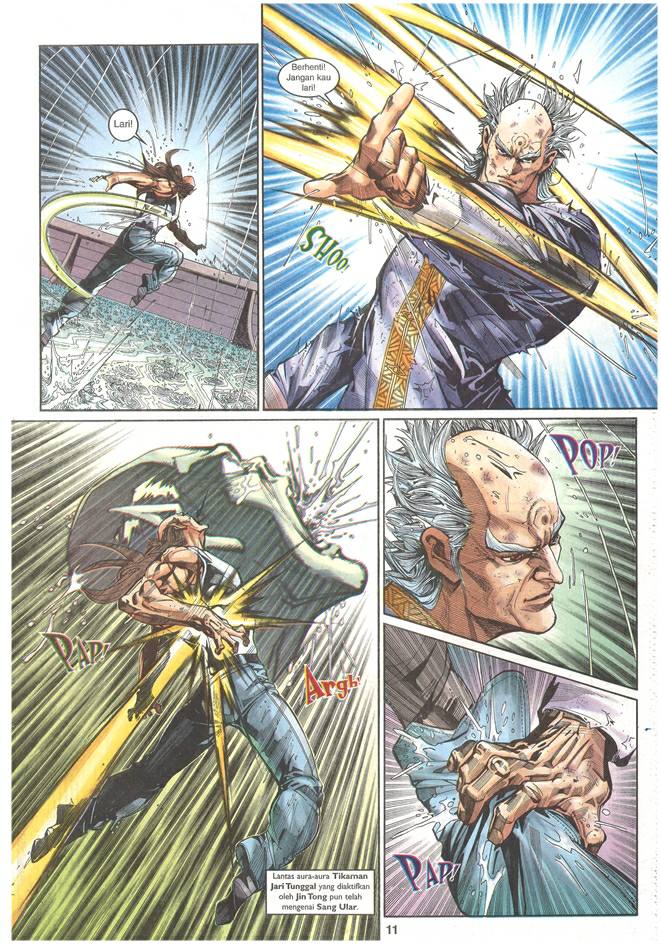 Lari!
Berhenti!
Jangan kau
lari!
SHOO!
PAP!
Argh!
Lantas aura-aura Tikaman
Jari Tunggal yang diaktifkan
oleh Jin Tong pun telah
mengenai Sang Ular.
POP!
PAP!
11